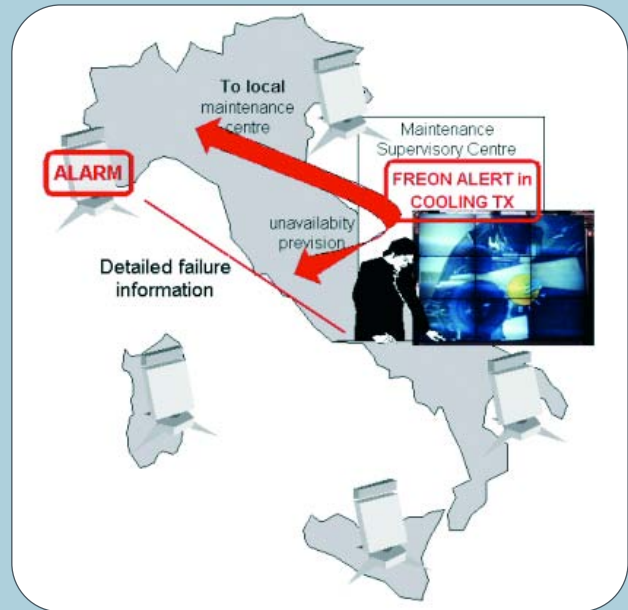 To local
maintenance
centre
Maintenance
Supervisory Centre
ALARM
FREON ALERT in
COOLING TX
unavailabity
prevision
Detailed failure
information